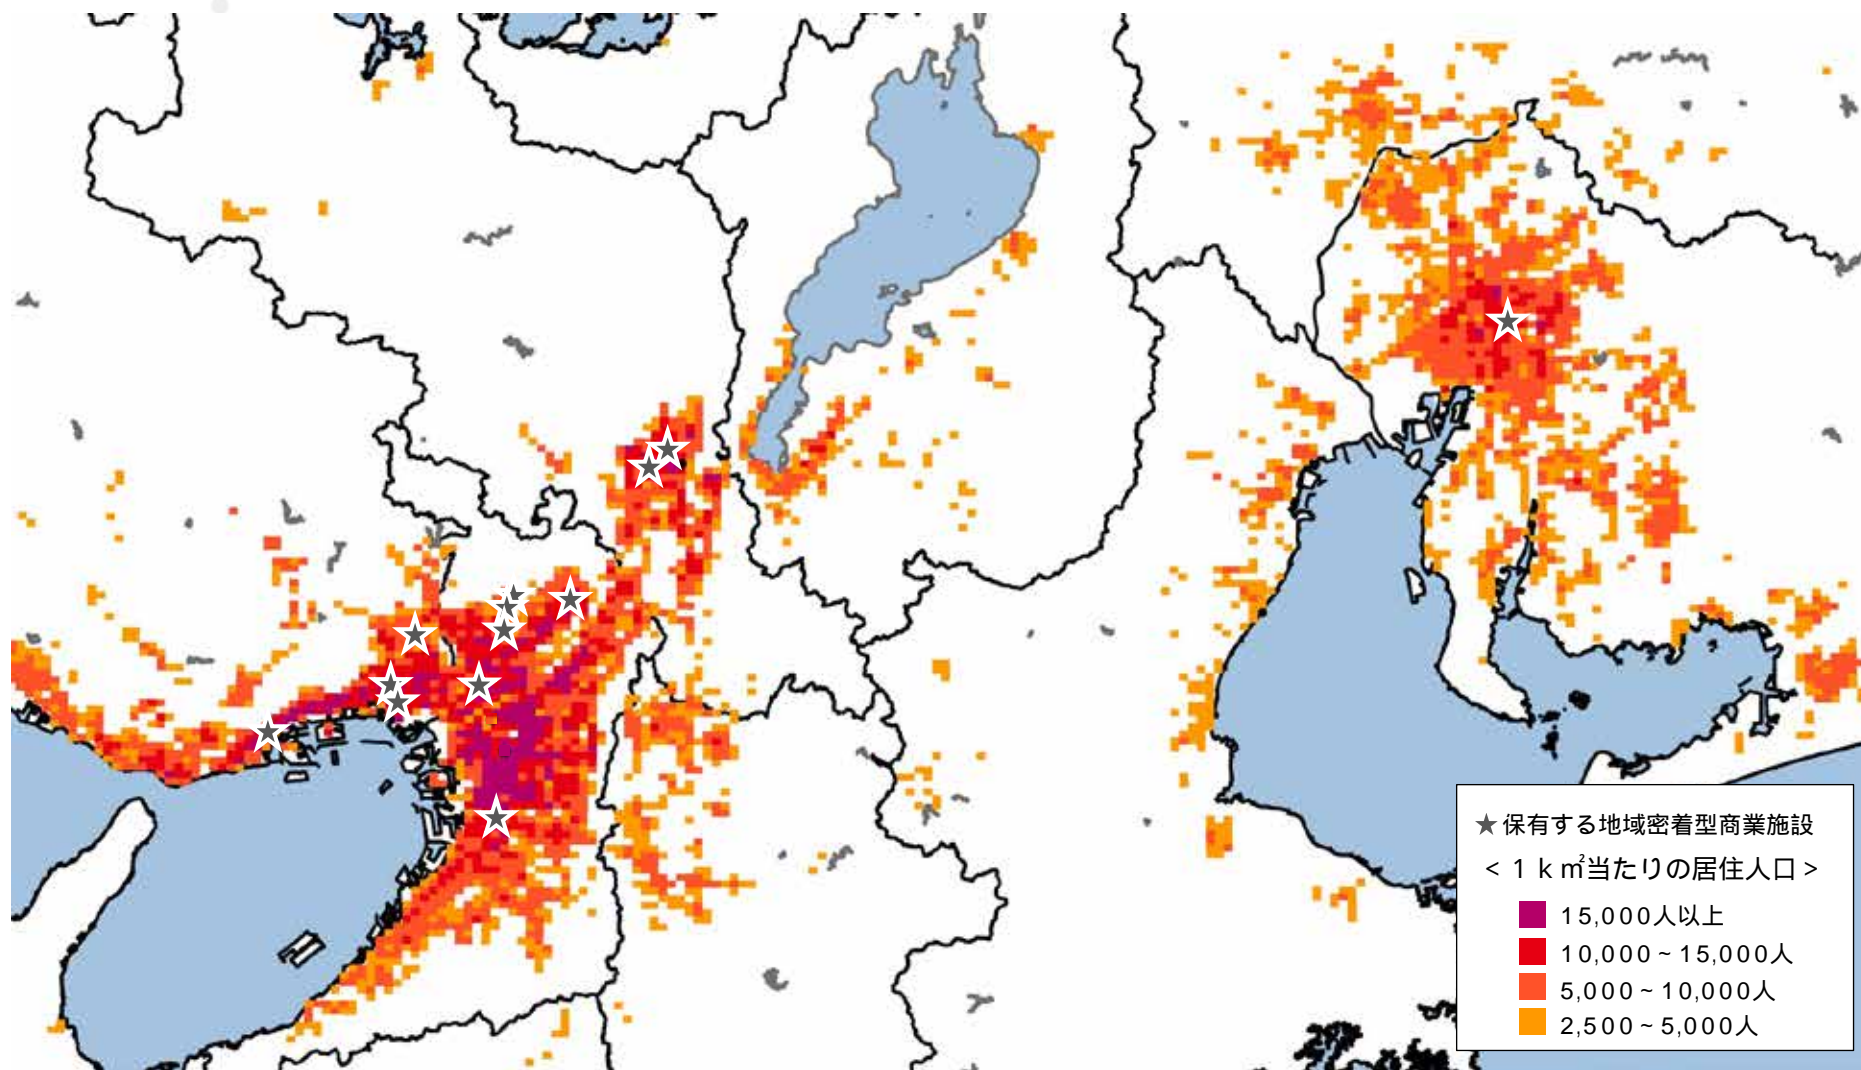 ★保有する地域密着型商業施設
<１ｋ㎡当たりの居住人口>
15,000人以上
10,000~15,000人
5,000~10,000人
2,500~5,000人